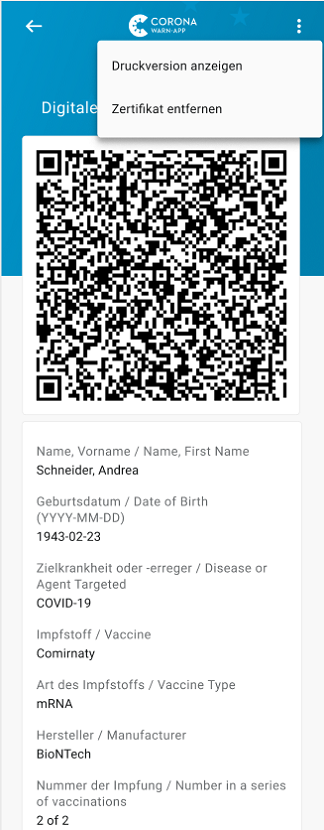 CORONA
WARN-APP
Druckversion anzeigen
Digitale
Zertifikat entfernen
Name, Vorname / Name, First Name
Schneider, Andrea
Geburtsdatum / Date of Birth
(YYYY-MM-DD)
1943-02-23
Zielkrankheit oder -erreger / Disease or
Agent Targeted
COVID-19
Impfstoff / Vaccine
Comirnaty
Art des Impfstoffs / Vaccine Type
mRNA
Hersteller / Manufacturer
BioNTech
Nummer der Impfung / Number in a series
of vaccinations
2 of 2